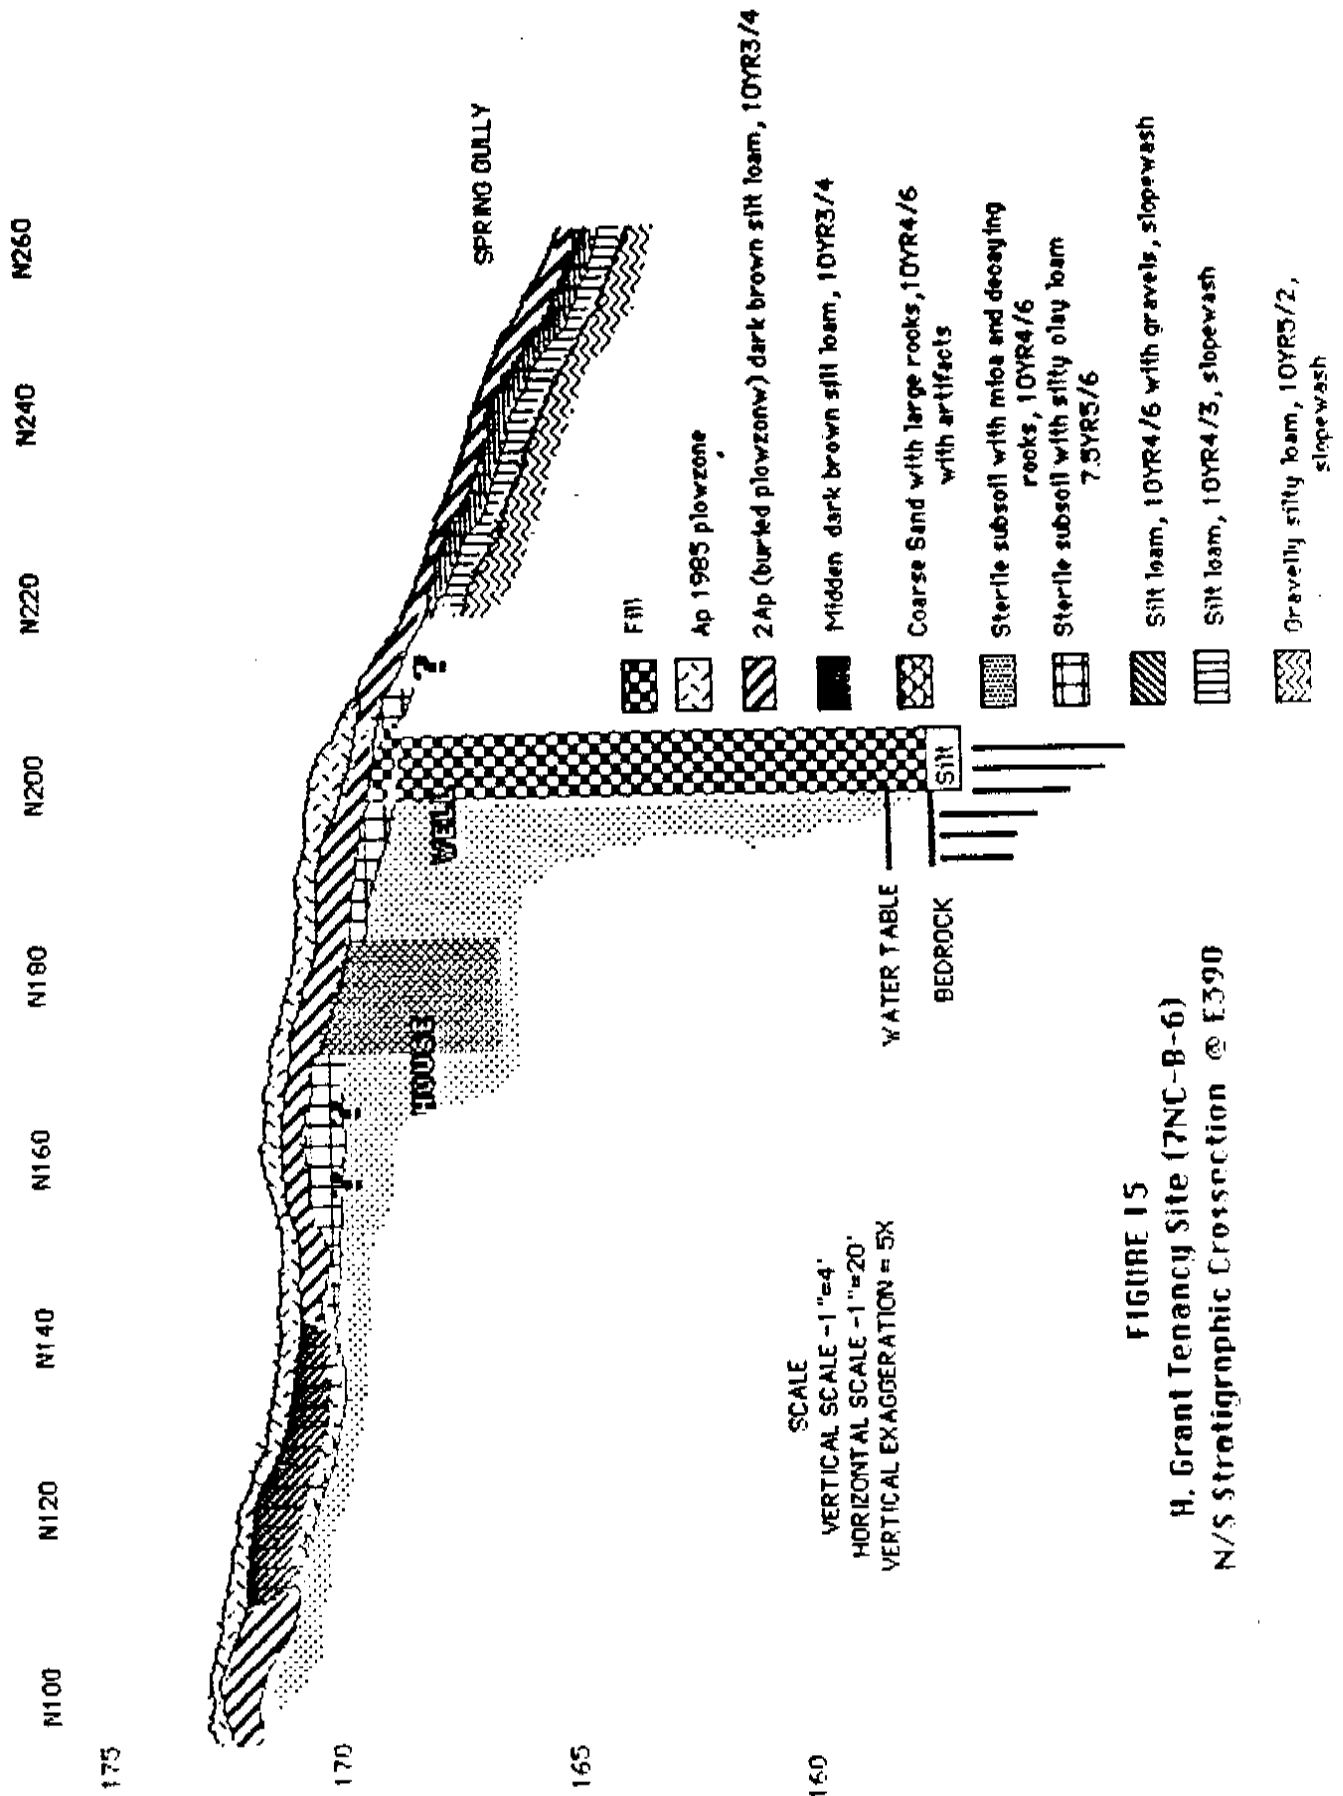 N100
N120
N140
N160
N180
N200
N220
N240
N260
175
170
165
160
SPRING GULLY
HOUSE
WELL
?
?
?
Silt
WATER TABLE
BEDROCK
Fill
Ap 1985 plowzone
2Ap (buried plowzonw) dark brown silt loam, 10YR3/4
Midden dark brown silt loam, 10YR3/4
Coarse Sand with large rocks, 10YR4/6
with artifacts
Sterile subsoil with mica and decaying
rocks, 10YR4/6
Sterile subsoil with silty clay loam
7.5YR5/6
Silt loam, 10YR4/6 with gravels, slopewash
Silt loam, 10YR4/3, slopewash
Gravelly silty loam, 10YR5/2,
slopewash
SCALE
VERTICAL SCALE -1"=4'
HORIZONTAL SCALE -1"=20'
VERTICAL EXAGGERATION = 5X
FIGURE 15
H. Grant Tenancy Site (7NC-B-6)
N/S Stratigraphic Crossection @ E390